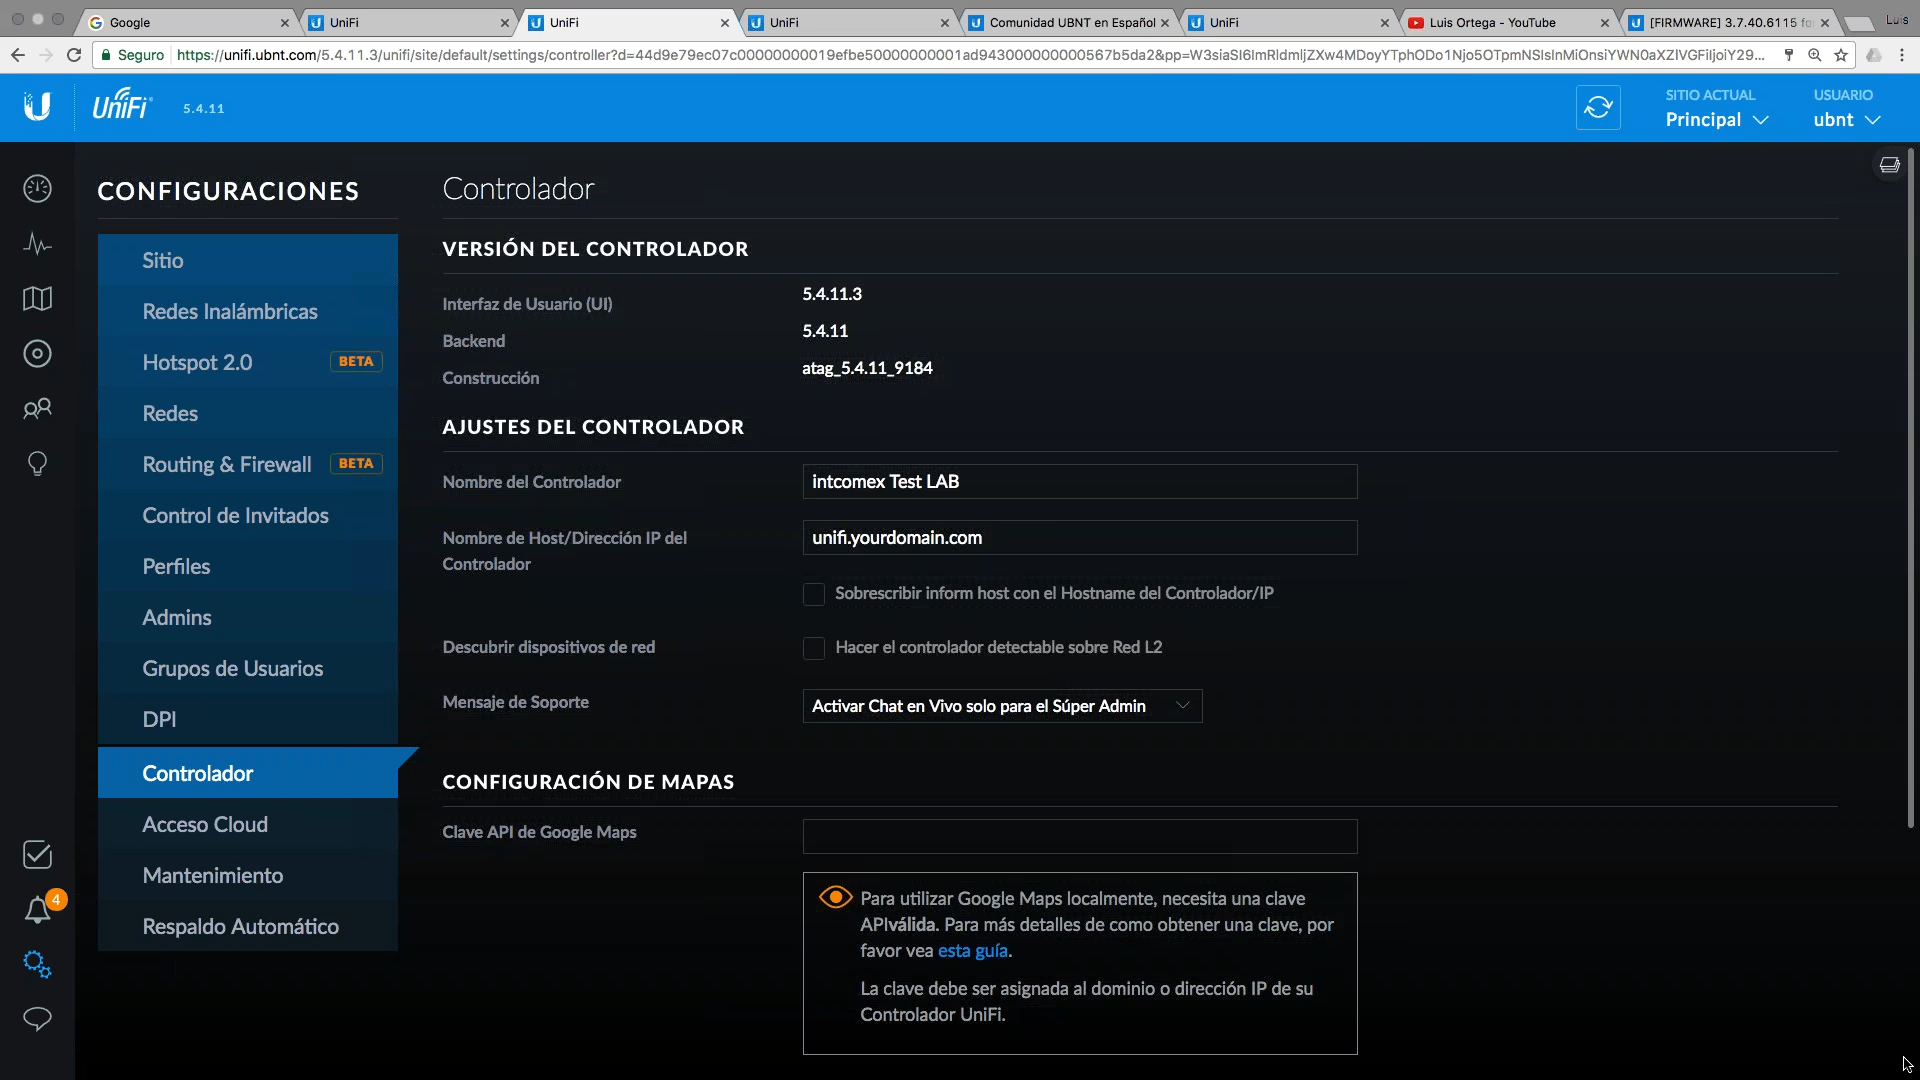 Google
UniFi
UniFi
UniFi
Comunidad UBNT en Español
UniFi
Luis Ortega - YouTube
[FIRMWARE] 3.7.40.6115 fo
Luis
Seguro
https://unifi.ubnt.com/5.4.11.3/unifi/site/default/settings/controller?d=44d9e79ec07c00000000019efbe50000000001ad943000000000567b5da2&pp=W3siaSI6ImRldmljZXw4MDoyYTphODo1Njo5OTpmNSIsInMiOnsiYWN0aXZlIVGFiIjoiY29...
UniFi
5.4.11
SITIO ACTUAL
Principal
USUARIO
ubnt
CONFIGURACIONES
Sitio
Redes Inalámbricas
Hotspot 2.0 BETA
Redes
Routing & Firewall BETA
Control de Invitados
Perfiles
Admins
Grupos de Usuarios
DPI
Controlador
Acceso Cloud
Mantenimiento
Respaldo Automático
4
Controlador
VERSIÓN DEL CONTROLADOR
Interfaz de Usuario (UI) 5.4.11.3
Backend 5.4.11
Construcción atag_5.4.11_9184
AJUSTES DEL CONTROLADOR
Nombre del Controlador intcomex Test LAB
Nombre de Host/Dirección IP del
Controlador
unifi.yourdomain.com
Sobrescribir inform host con el Hostname del Controlador/IP
Descubrir dispositivos de red Hacer el controlador detectable sobre Red L2
Mensaje de Soporte Activar Chat en Vivo solo para el Súper Admin
CONFIGURACIÓN DE MAPAS
Clave API de Google Maps
Para utilizar Google Maps localmente, necesita una clave
APIválida. Para más detalles de como obtener una clave, por
favor vea esta guía.
La clave debe ser asignada al dominio o dirección IP de su
Controlador UniFi.